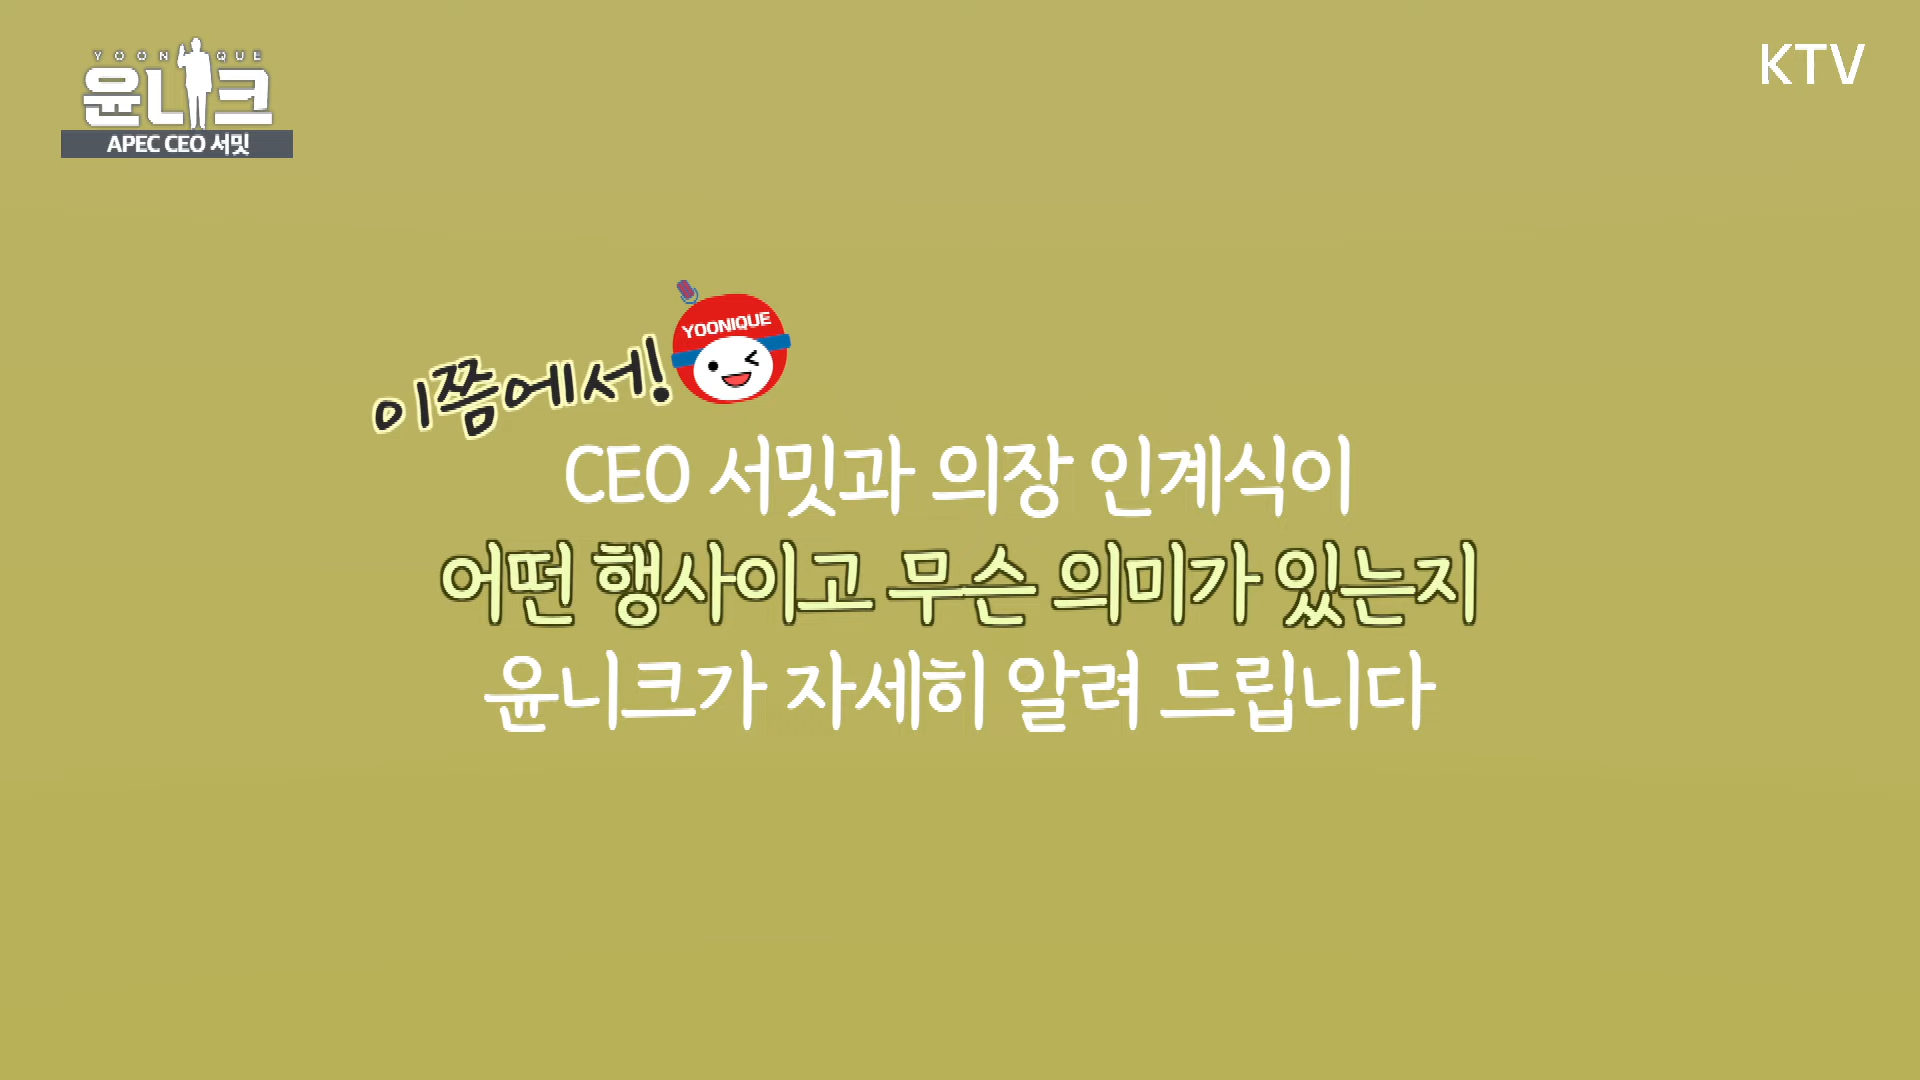 YOONIQUE
윤니크
APEC CEO 서밋
KTV
YOONIQUE
이쯤에서!
CEO 서밋과 의장 인계식이
어떤 행사이고 무슨 의미가 있는지
윤니크가 자세히 알려 드립니다